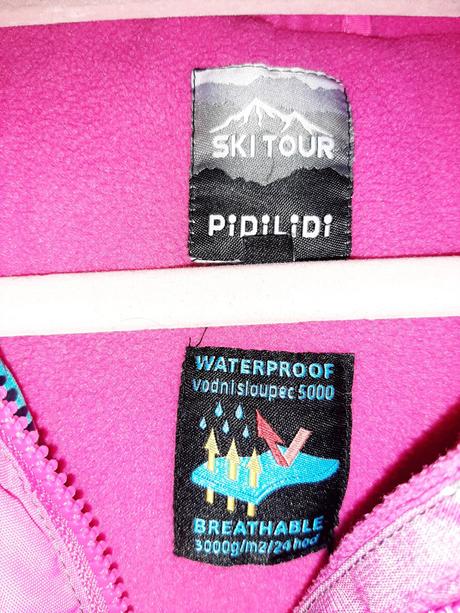 SKI TOUR
PiDiLiDi
WATERPROOF
vodní sloupec 5000
BREATHABLE
3000g/m2/24 hod